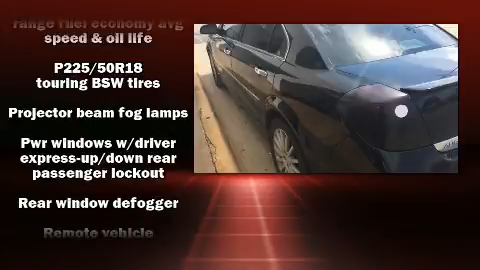 range fuel economy avg
speed & oil life
P225/50R18
touring BSW tires
Projector beam fog lamps
Pwr windows w/driver
express-up/down rear
passenger lockout
Rear window defogger
Remote vehicle